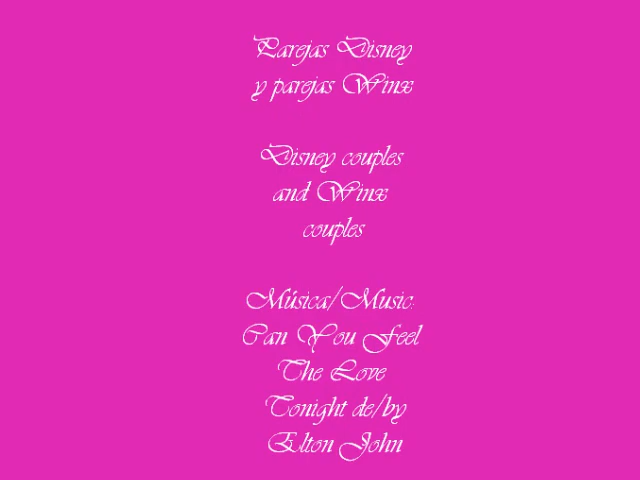 Parejas Disney
y parejas Winx
Disney couples
and Winx
couples
Música/Music:
Can You Feel
The Love
Tonight de/by
Elton John